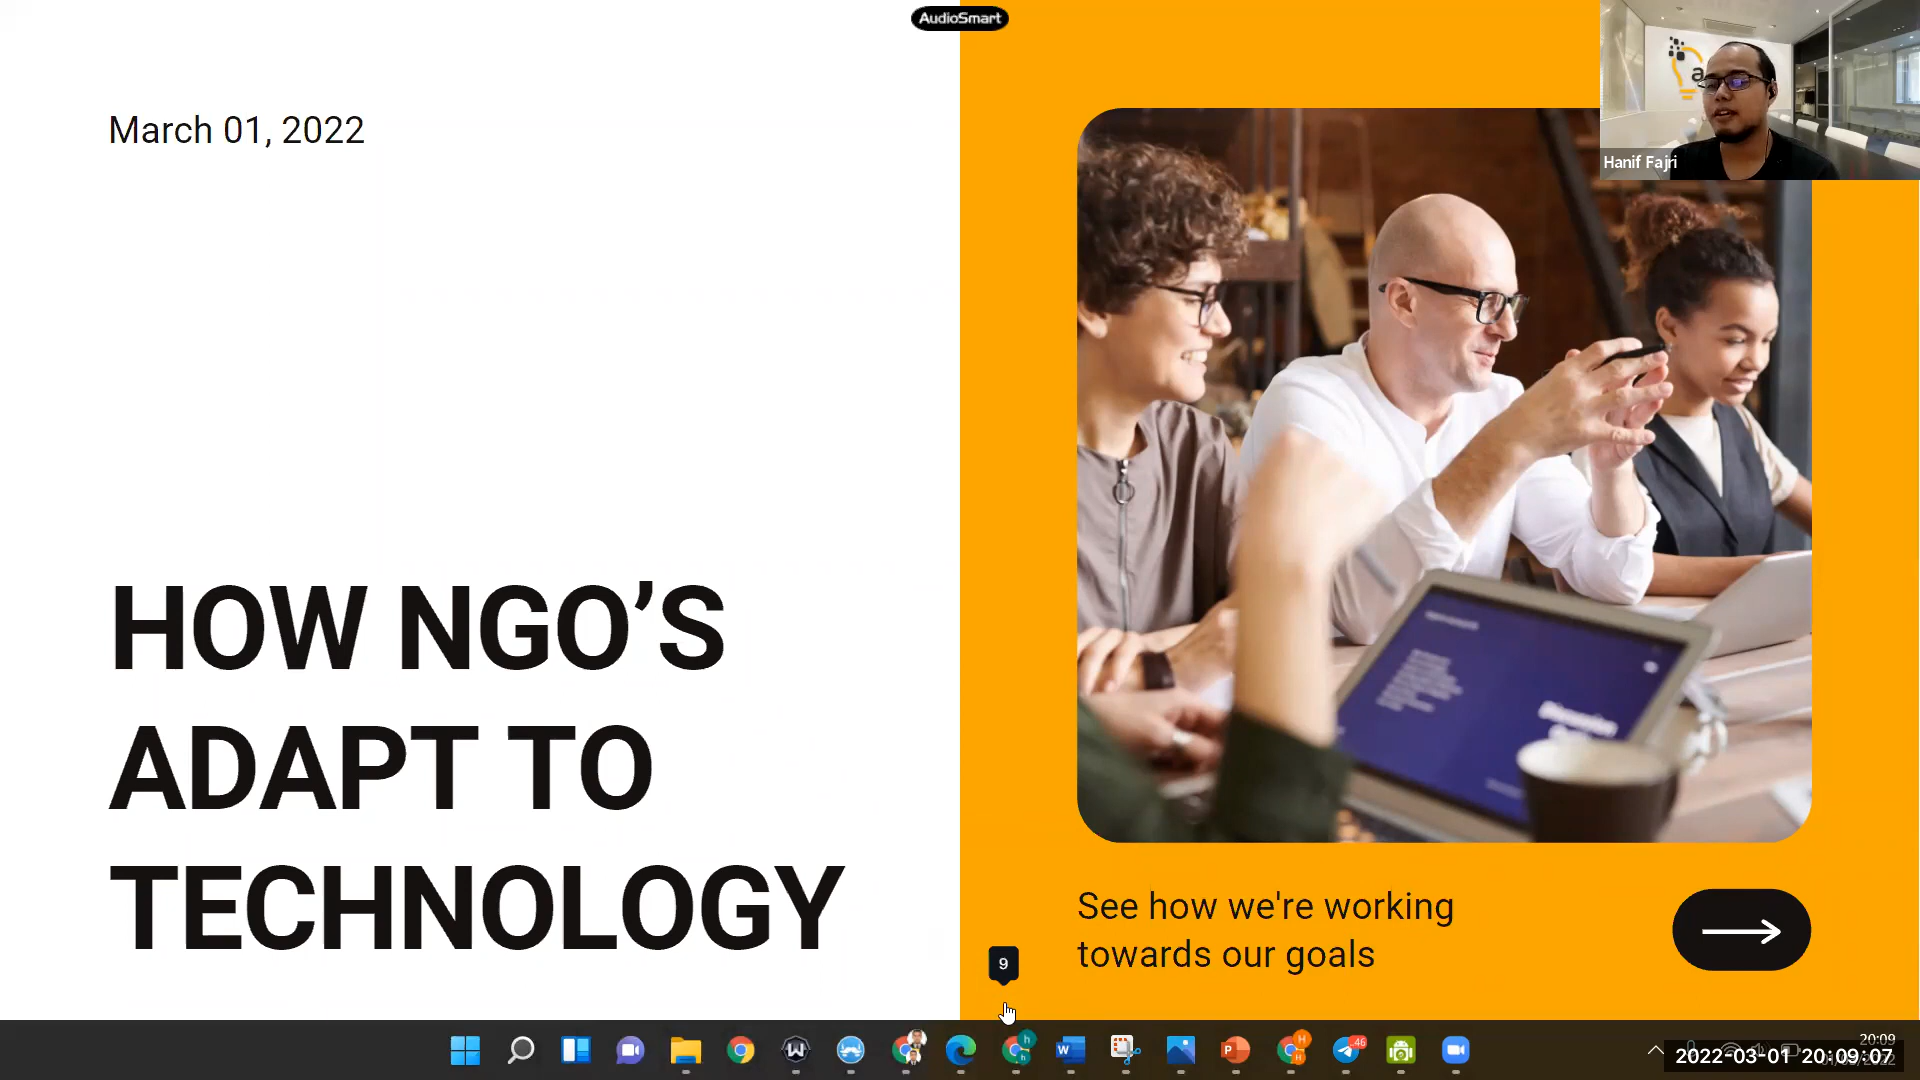 AudioSmart
March 01, 2022
a
Hanif Fajri
HOW NGO’S
ADAPT TO
TECHNOLOGY
See how we're working
towards our goals
9
46
20:09
2022-03-01 20:09:07